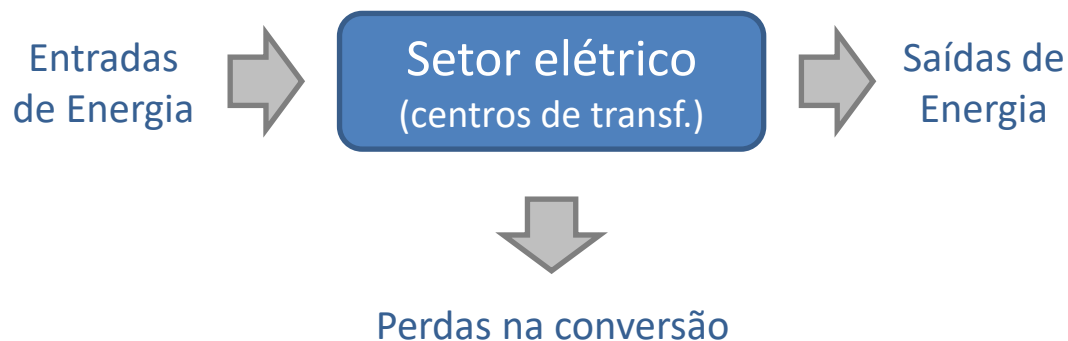 Entradas
de Energia
Setor elétrico
(centros de transf.)
Saídas de
Energia
Perdas na conversão